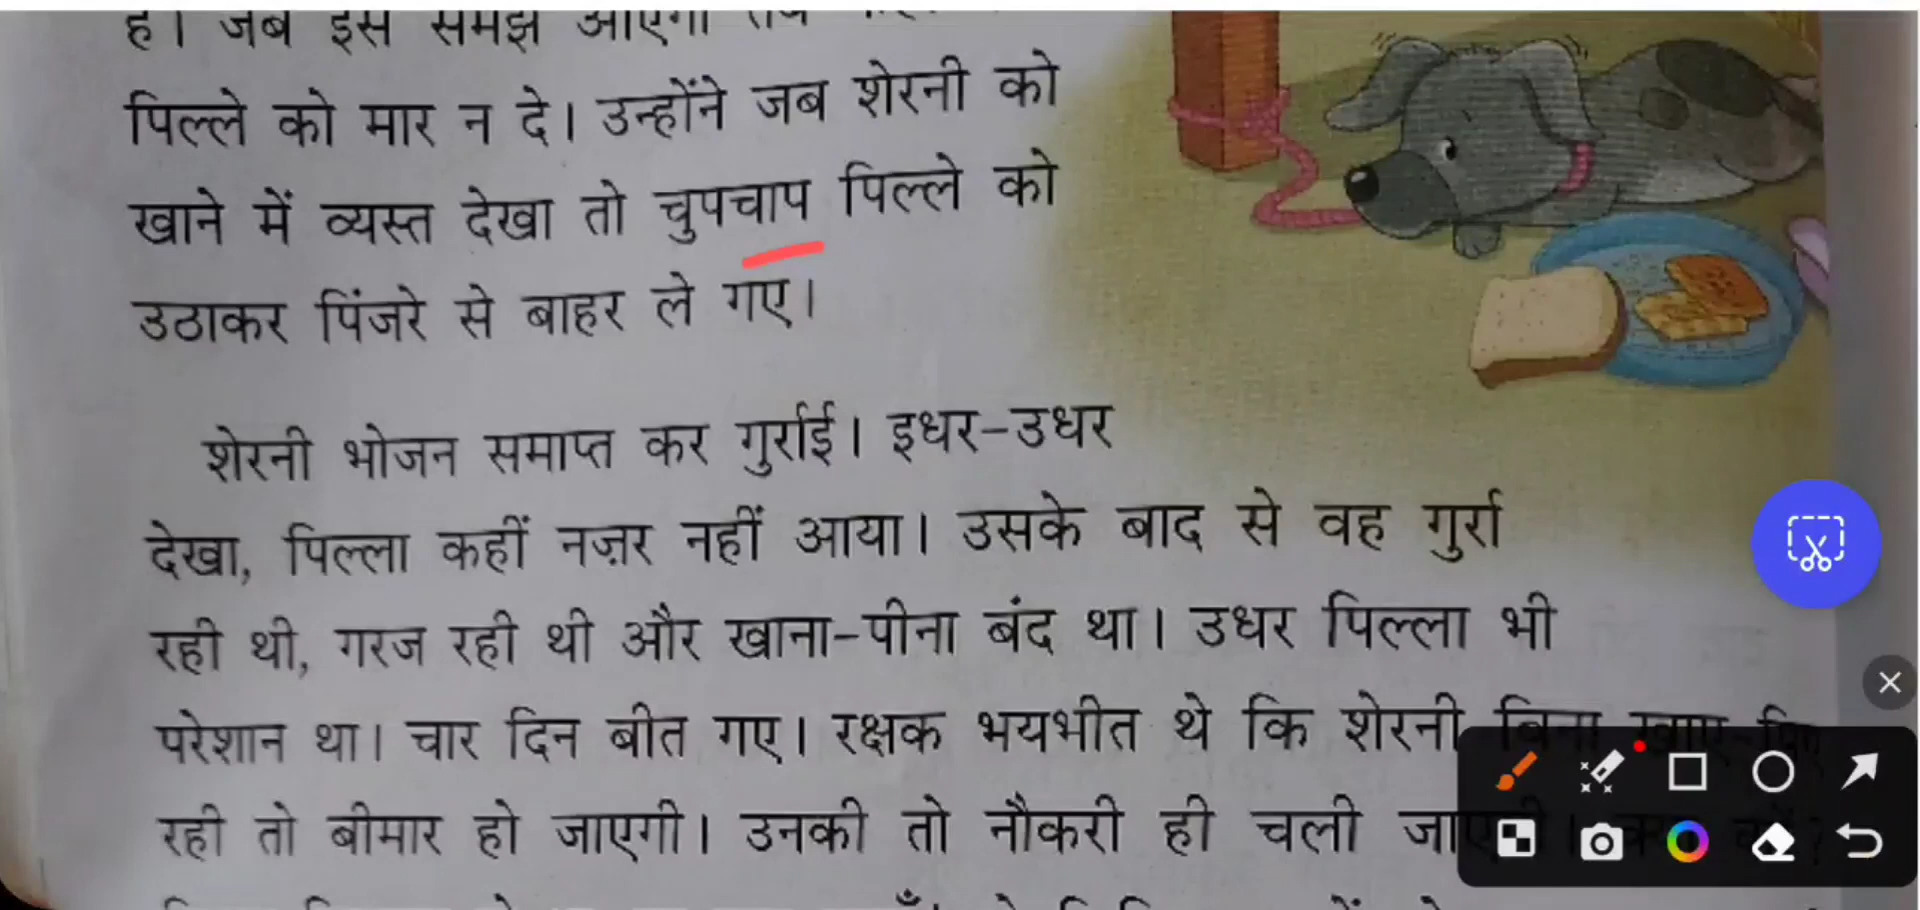 है। जब इसे समझ आएगी
पिल्ले को मार न दे। उन्होंने जब शेरनी को
खाने में व्यस्त देखा तो चुपचाप पिल्ले को
उठाकर पिंजरे से बाहर ले गए।
शेरनी भोजन समाप्त कर गुर्राई। इधर-उधर
देखा, पिल्ला कहीं नज़र नहीं आया। उसके बाद से वह गुर्रा
रही थी, गरज रही थी और खाना-पीना बंद था। उधर पिल्ला भी
परेशान था। चार दिन बीत गए। रक्षक भयभीत थे कि शेरनी बिना खाए-पिए
रही तो बीमार हो जाएगी। उनकी तो नौकरी ही चली जाएगी।